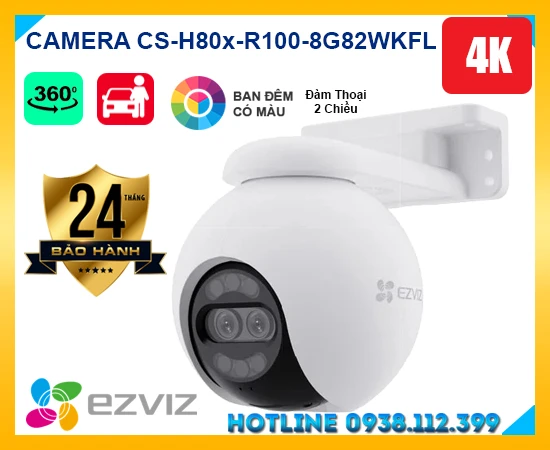 CAMERA CS-H80x-R100-8G82WKFL
4K
360°
BAN ĐÊM
CÓ MÀU
Đàm Thoại
2 Chiều
24
THÁNG
BẢO HÀNH
EZVIZ
ezviz
HOTLINE 0938.112.399